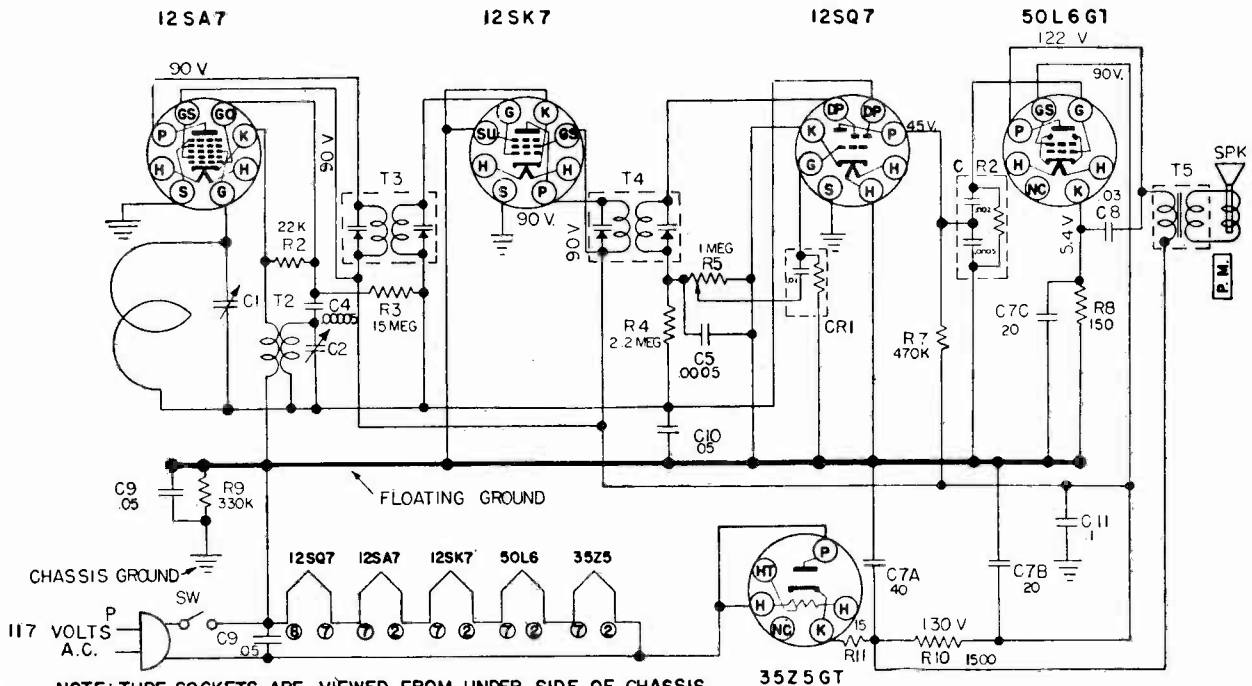 12SA7
12SK7
12SQ7
50L6GT
122 V
90 V.
90V.
GS
GO
P
K
H
H
S
G
90 V
G
K
SU
GS
H
H
S
P
90 V.
DP
DP
K
P
G
H
S
H
45V.
GS
G
P
H
H
NC
K
5.4 V
.03
C8
T5
SPK
P. M.
T3
T4
90V
C
R2
.002
.0005
22K
R2
C1
T2
C4
.00005
C2
R3
15 MEG
1 MEG
R5
R4
2.2 MEG
C5
.0005
CR1
R7
470K
C7C
20
R8
150
C10
.05
C9
.05
R9
330K
FLOATING GROUND
CHASSIS GROUND
12SQ7
12SA7
12SK7
50L6
35Z5
SW
P
117 VOLTS
A.C.
C9
.05
8
7
7
2
7
2
7
2
7
2
P
HT
H
H
NC
K
35Z5GT
15
R11
C7A
40
130 V
R10
1500
C7B
20
C11
.1
NOTE: TUBE SOCKETS ARE VIEWED FROM UNDER SIDE OF CHASSIS